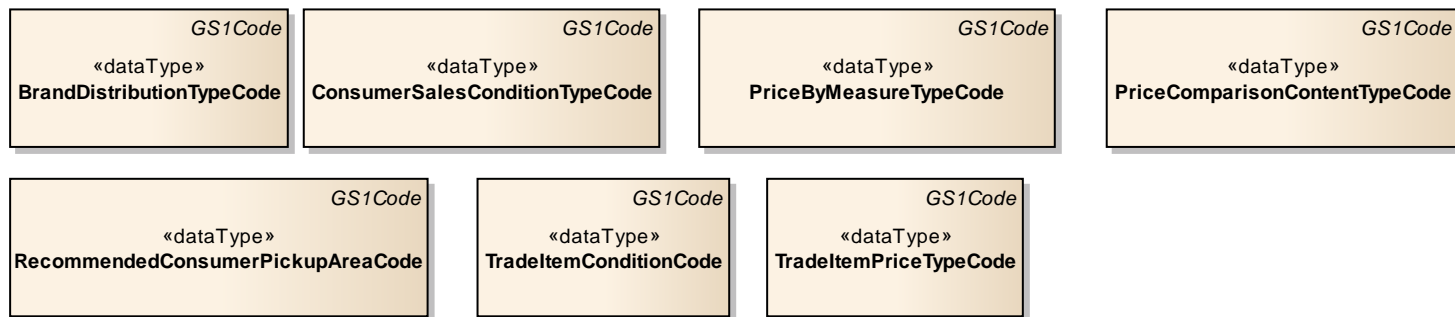 GS1Code
«dataType»
BrandDistributionTypeCode
GS1Code
«dataType»
ConsumerSalesConditionTypeCode
GS1Code
«dataType»
PriceByMeasureTypeCode
GS1Code
«dataType»
PriceComparisonContentTypeCode
GS1Code
«dataType»
RecommendedConsumerPickupAreaCode
GS1Code
«dataType»
TradeItemConditionCode
GS1Code
«dataType»
TradeItemPriceTypeCode